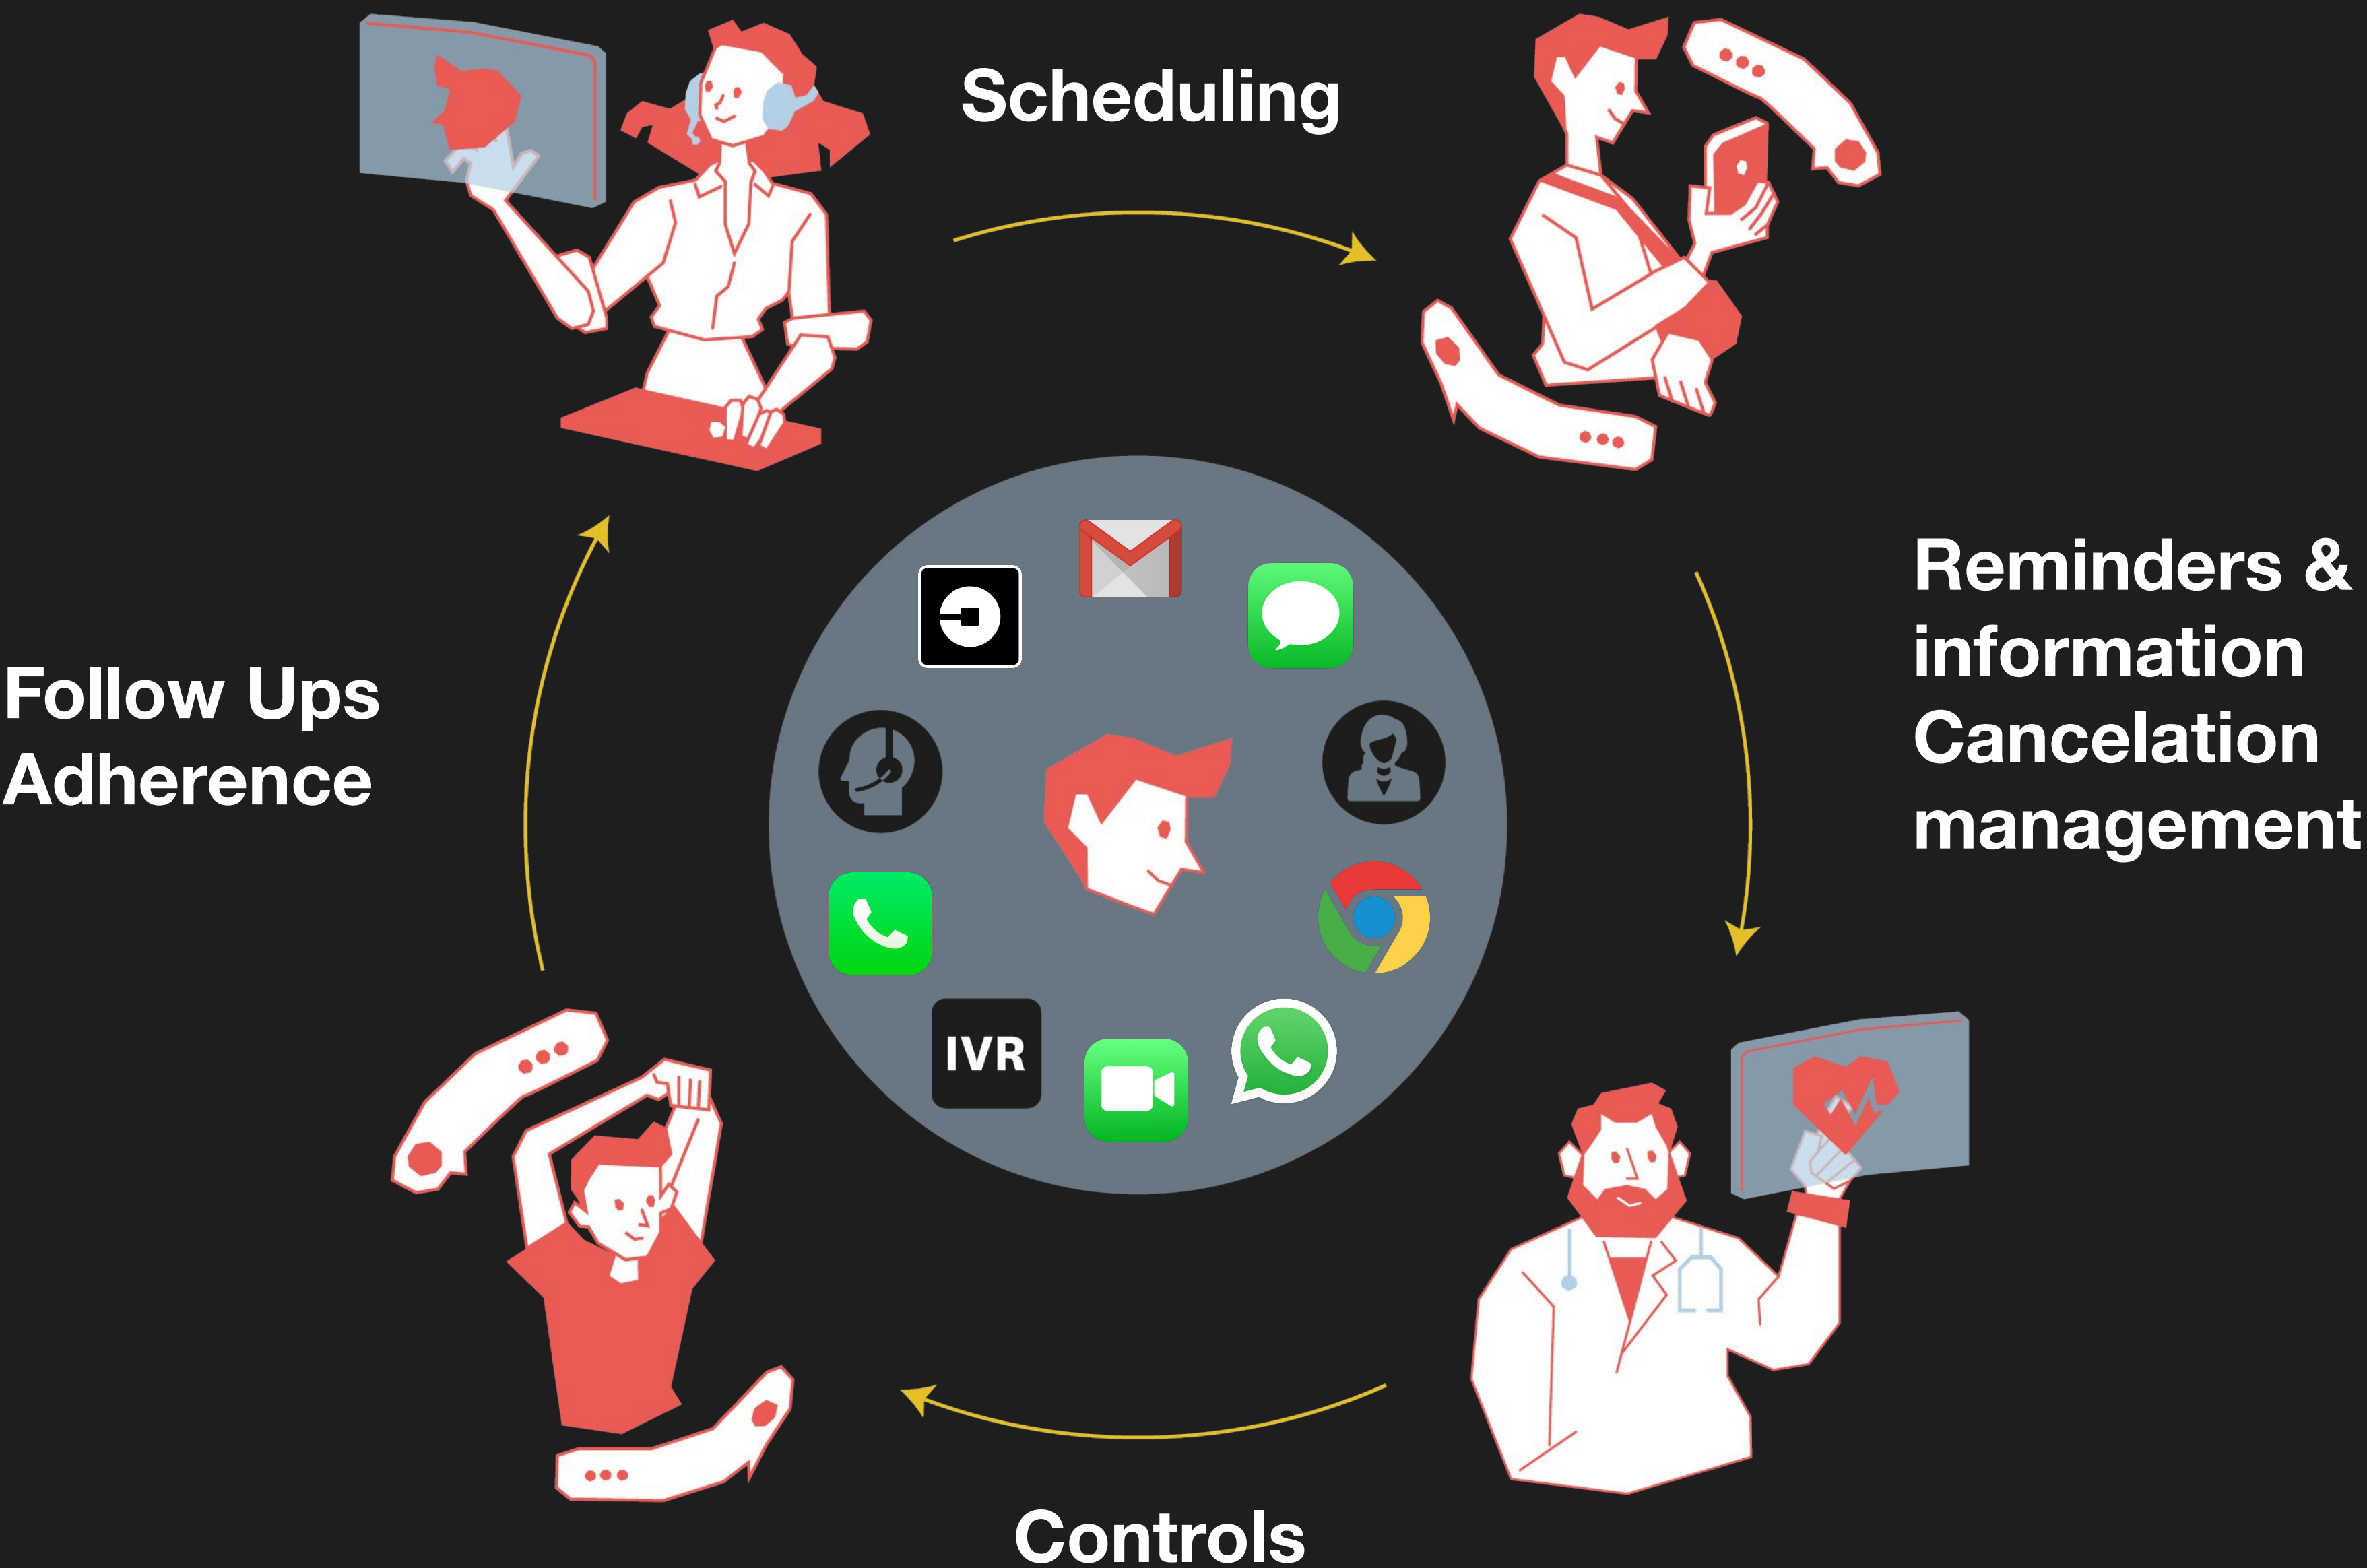 Scheduling
Reminders &
information
Cancelation
management
Follow Ups
Adherence
IVR
Controls